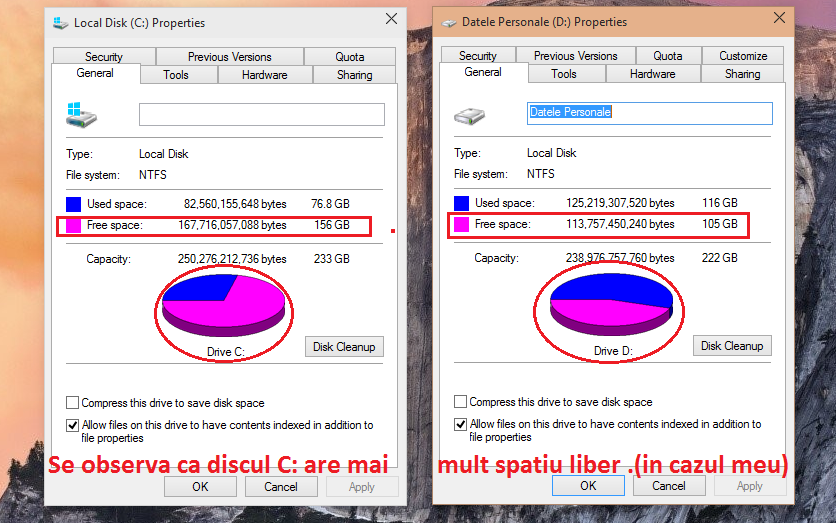 Local Disk (C:) Properties
Security Previous Versions Quota
General Tools Hardware Sharing
Type: Local Disk
File system: NTFS
Used space: 82,560,155,648 bytes 76.8 GB
Free space: 167,716,057,088 bytes 156 GB
Capacity: 250,276,212,736 bytes 233 GB
Drive C:
Disk Cleanup
Compress this drive to save disk space
Allow files on this drive to have contents indexed in addition to
file properties
OK Cancel Apply
Datele Personale (D:) Properties
Security Previous Versions Quota Customize
General Tools Hardware Sharing
Datele Personale
Type: Local Disk
File system: NTFS
Used space: 125,219,307,520 bytes 116 GB
Free space: 113,757,450,240 bytes 105 GB
Capacity: 238,976,757,760 bytes 222 GB
Drive D:
Disk Cleanup
Compress this drive to save disk space
Allow files on this drive to have contents indexed in addition to
file properties
OK Cancel Apply
Se observa ca discul C: are mai mult spatiu liber .(in cazul meu)